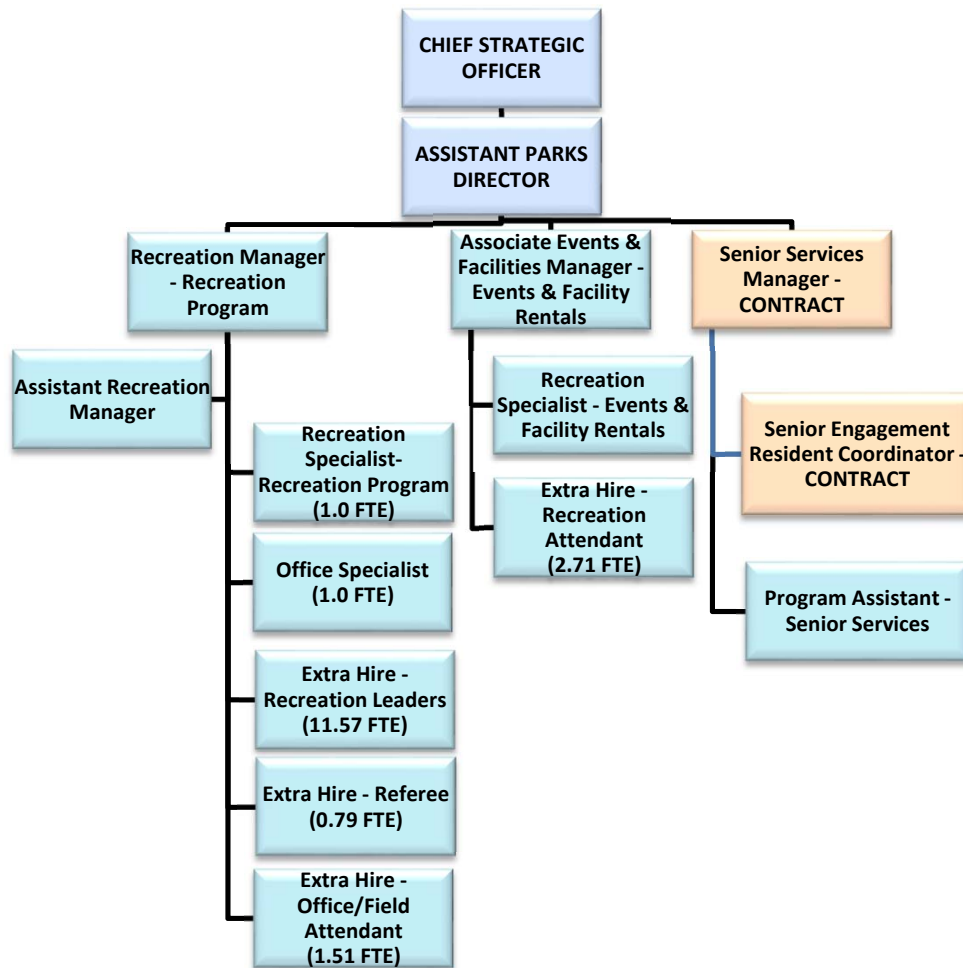 CHIEF STRATEGIC
OFFICER
ASSISTANT PARKS
DIRECTOR
Recreation Manager
- Recreation
Program
Associate Events &
Facilities Manager -
Events & Facility
Rentals
Senior Services
Manager -
CONTRACT
Assistant Recreation
Manager
Recreation
Specialist-
Recreation Program
(1.0 FTE)
Office Specialist
(1.0 FTE)
Extra Hire -
Recreation Leaders
(11.57 FTE)
Extra Hire - Referee
(0.79 FTE)
Extra Hire -
Office/Field
Attendant
(1.51 FTE)
Recreation
Specialist - Events &
Facility Rentals
Extra Hire -
Recreation
Attendant
(2.71 FTE)
Senior Engagement
Resident Coordinator -
CONTRACT
Program Assistant -
Senior Services